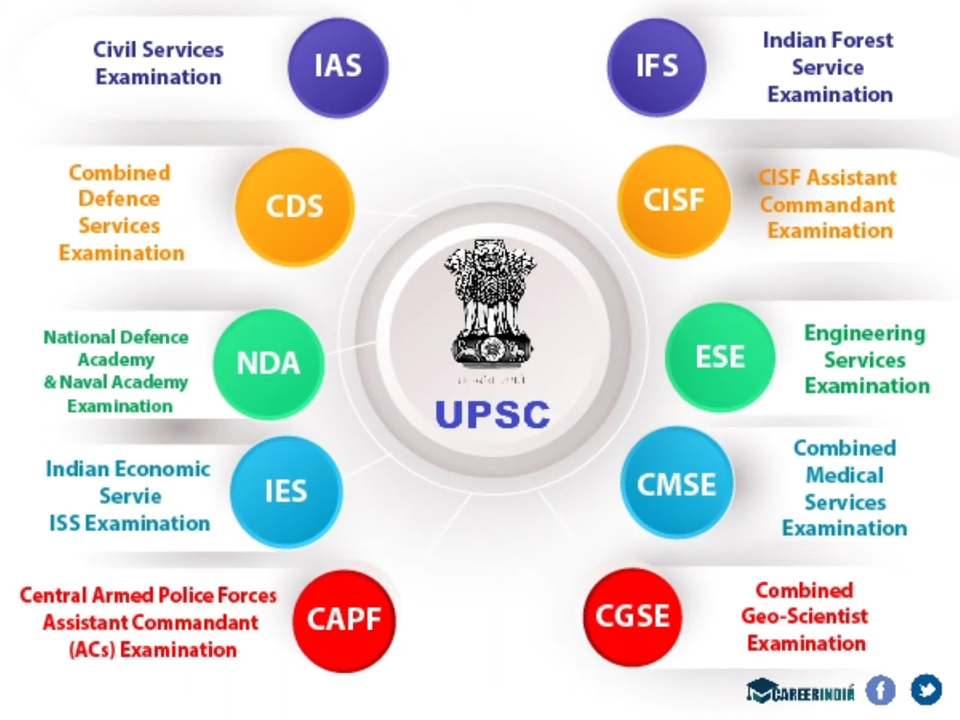 Civil Services
Examination
IAS
IFS
Indian Forest
Service
Examination
Combined
Defence
Services
Examination
CDS
CISF
CISF Assistant
Commandant
Examination
National Defence
Academy
& Naval Academy
Examination
NDA
UPSC
ESE
Engineering
Services
Examination
Indian Economic
Servie
ISS Examination
IES
CMSE
Combined
Medical
Services
Examination
Central Armed Police Forces
Assistant Commandant
(ACs) Examination
CAPF
CGSE
Combined
Geo-Scientist
Examination
CAREERINDIA
f